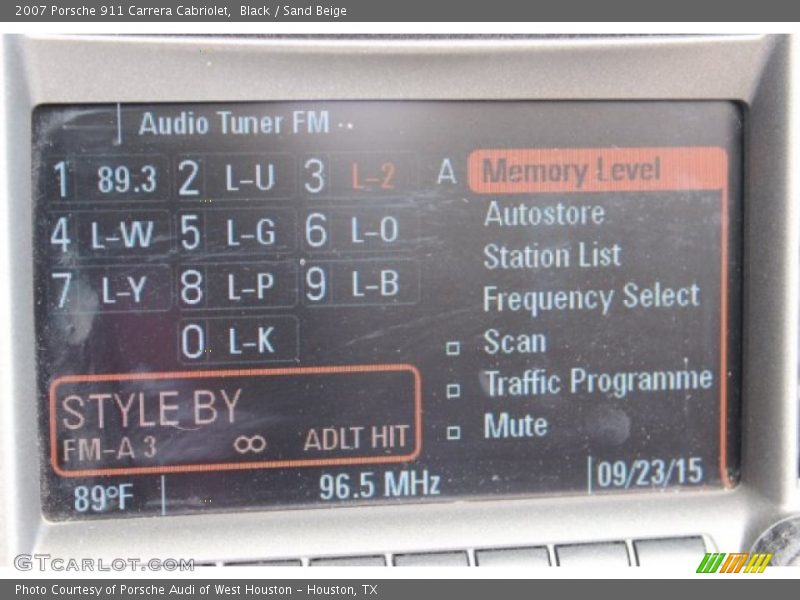 2007 Porsche 911 Carrera Cabriolet,  Black / Sand Beige
Audio Tuner FM
1 89.3 2 L-U 3 L-2 A Memory Level
Autostore
4 L-W 5 L-G 6 L-O
Station List
7 L-Y 8 L-P 9 L-B
Frequency Select
0 L-K
Scan
Traffic Programme
Mute
STYLE BY
FM-A 3 ∞ ADLT HIT
89°F 96.5 MHz 09/23/15
GTCARLOT.COM
Photo Courtesy of Porsche Audi of West Houston - Houston, TX